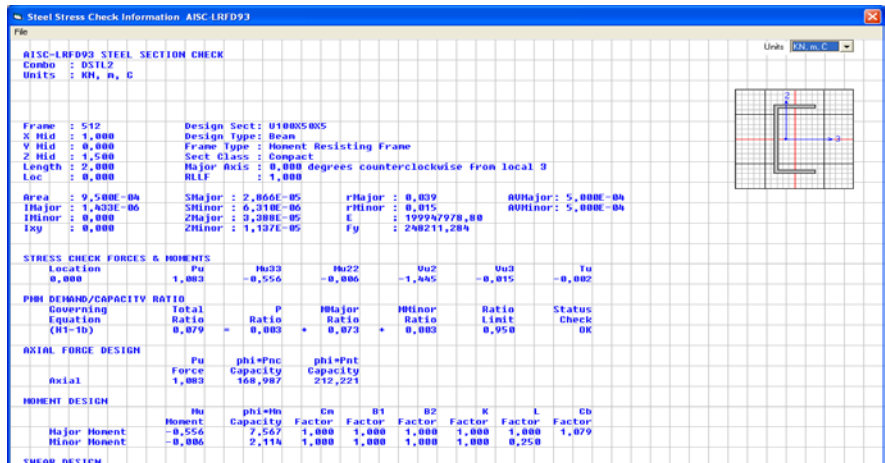 Steel Stress Check Information AISC-LRFD93
File
Units KN, m, C
AISC-LRFD93 STEEL SECTION CHECK
Combo : DSTL2
Units : KN, m, C
2
3
Frame : 512 Design Sect: U100X50X5
X Mid : 1,000 Design Type: Beam
Y Mid : 0,000 Frame Type : Moment Resisting Frame
Z Mid : 1,500 Sect Class : Compact
Length : 2,000 Major Axis : 0,000 degrees counterclockwise from local 3
Loc : 0,000 RLLF : 1,000
Area : 9,500E-04 SMajor : 2,866E-05 rMajor : 0,039 AVMajor: 5,000E-04
IMajor : 1,433E-06 SMinor : 6,310E-06 rMinor : 0,015 AVMinor: 5,000E-04
IMinor : 0,000 ZMajor : 3,388E-05 E : 199947978,80
Ixy : 0,000 ZMinor : 1,137E-05 Fy : 248211,284
STRESS CHECK FORCES & MOMENTS
Location Pu Mu33 Mu22 Vu2 Vu3 Tu
0,000 1,083 -0,556 -0,006 -1,445 -0,015 -0,002
PMM DEMAND/CAPACITY RATIO
Governing Total P MMajor MMinor Ratio Status
Equation Ratio Ratio Ratio Ratio Limit Check
(H1-1b) 0,079 = 0,003 + 0,073 + 0,003 0,950 OK
AXIAL FORCE DESIGN
Pu phi*Pnc phi*Pnt
Force Capacity Capacity
Axial 1,083 168,987 212,221
MOMENT DESIGN
Mu phi*Mn Cm B1 B2 K L Cb
Moment Capacity Factor Factor Factor Factor Factor Factor
Major Moment -0,556 7,567 1,000 1,000 1,000 1,000 1,000 1,079
Minor Moment -0,006 2,114 1,000 1,000 1,000 1,000 0,250
SHEAR DESIGN